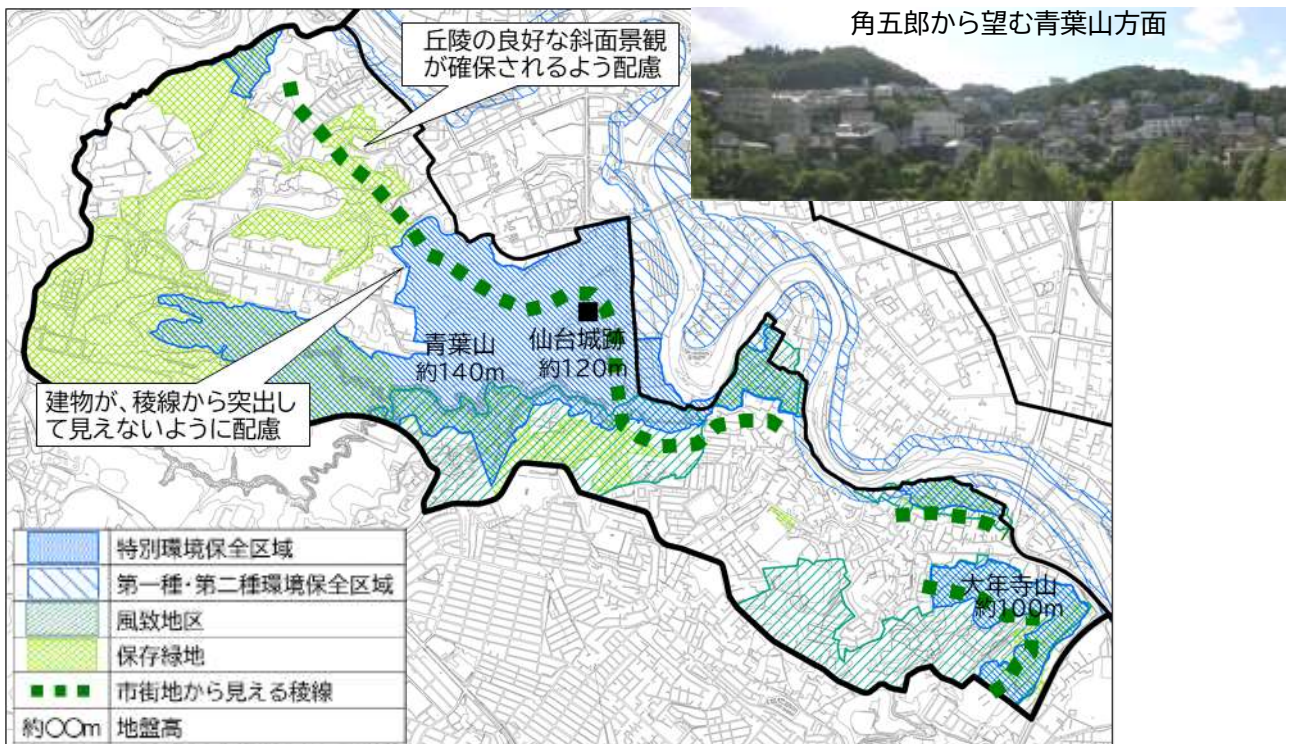 角五郎から望む青葉山方面
丘陵の良好な斜面景観
が確保されるよう配慮
青葉山
約140m
仙台城跡
約120m
建物が、稜線から突出し
て見えないように配慮
大年寺山
約100m
特別環境保全区域
第一種・第二種環境保全区域
風致地区
保存緑地
市街地から見える稜線
約〇〇m 地盤高